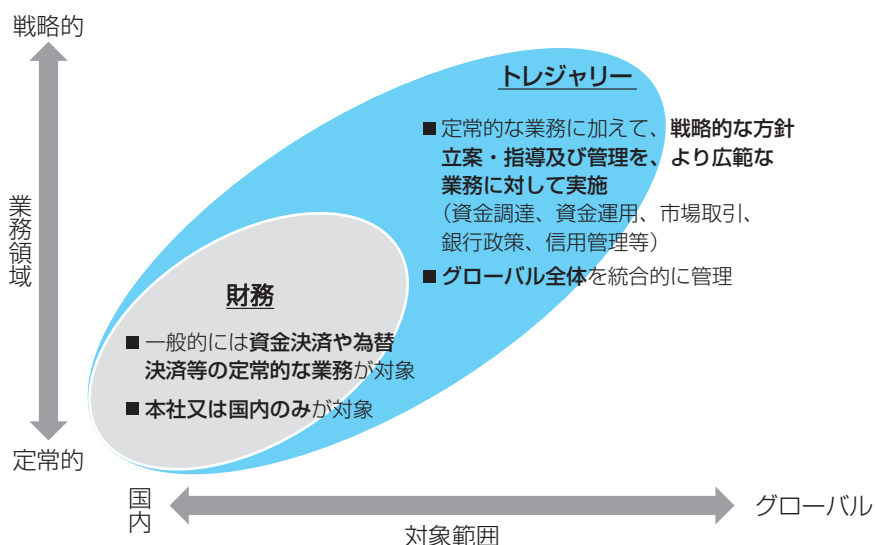 戦略的
トレジャリー
■ 定常的な業務に加えて、戦略的な方針
立案・指導及び管理を、より広範な
業務に対して実施
（資金調達、資金運用、市場取引、
銀行政策、信用管理等）
■ グローバル全体を統合的に管理
業務領域
財務
■ 一般的には資金決済や為替
決済等の定常的な業務が対象
■ 本社又は国内のみが対象
定常的
国内
グローバル
対象範囲